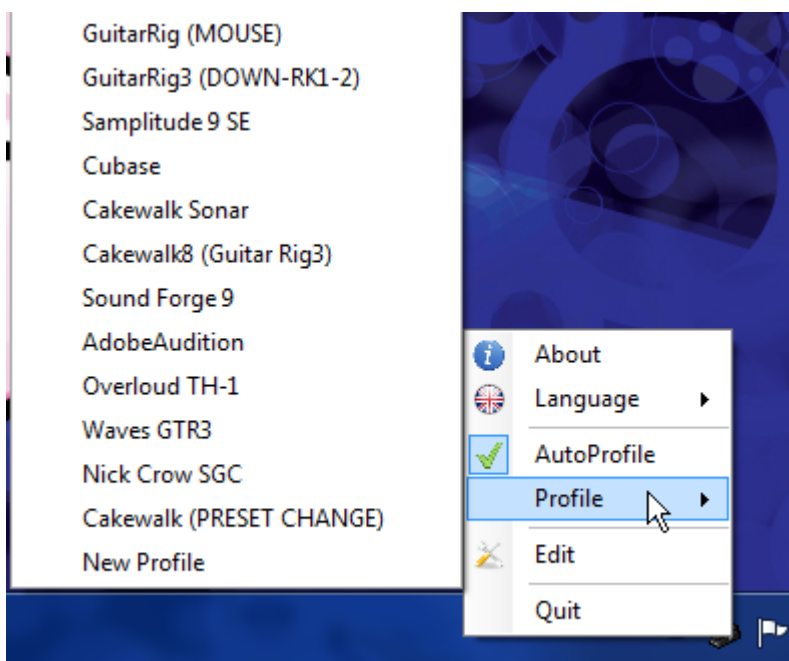 GuitarRig (MOUSE)
GuitarRig3 (DOWN-RK1-2)
Samplitude 9 SE
Cubase
Cakewalk Sonar
Cakewalk8 (Guitar Rig3)
Sound Forge 9
AdobeAudition
Overloud TH-1
Waves GTR3
Nick Crow SGC
Cakewalk (PRESET CHANGE)
New Profile
About
Language
AutoProfile
Profile
Edit
Quit